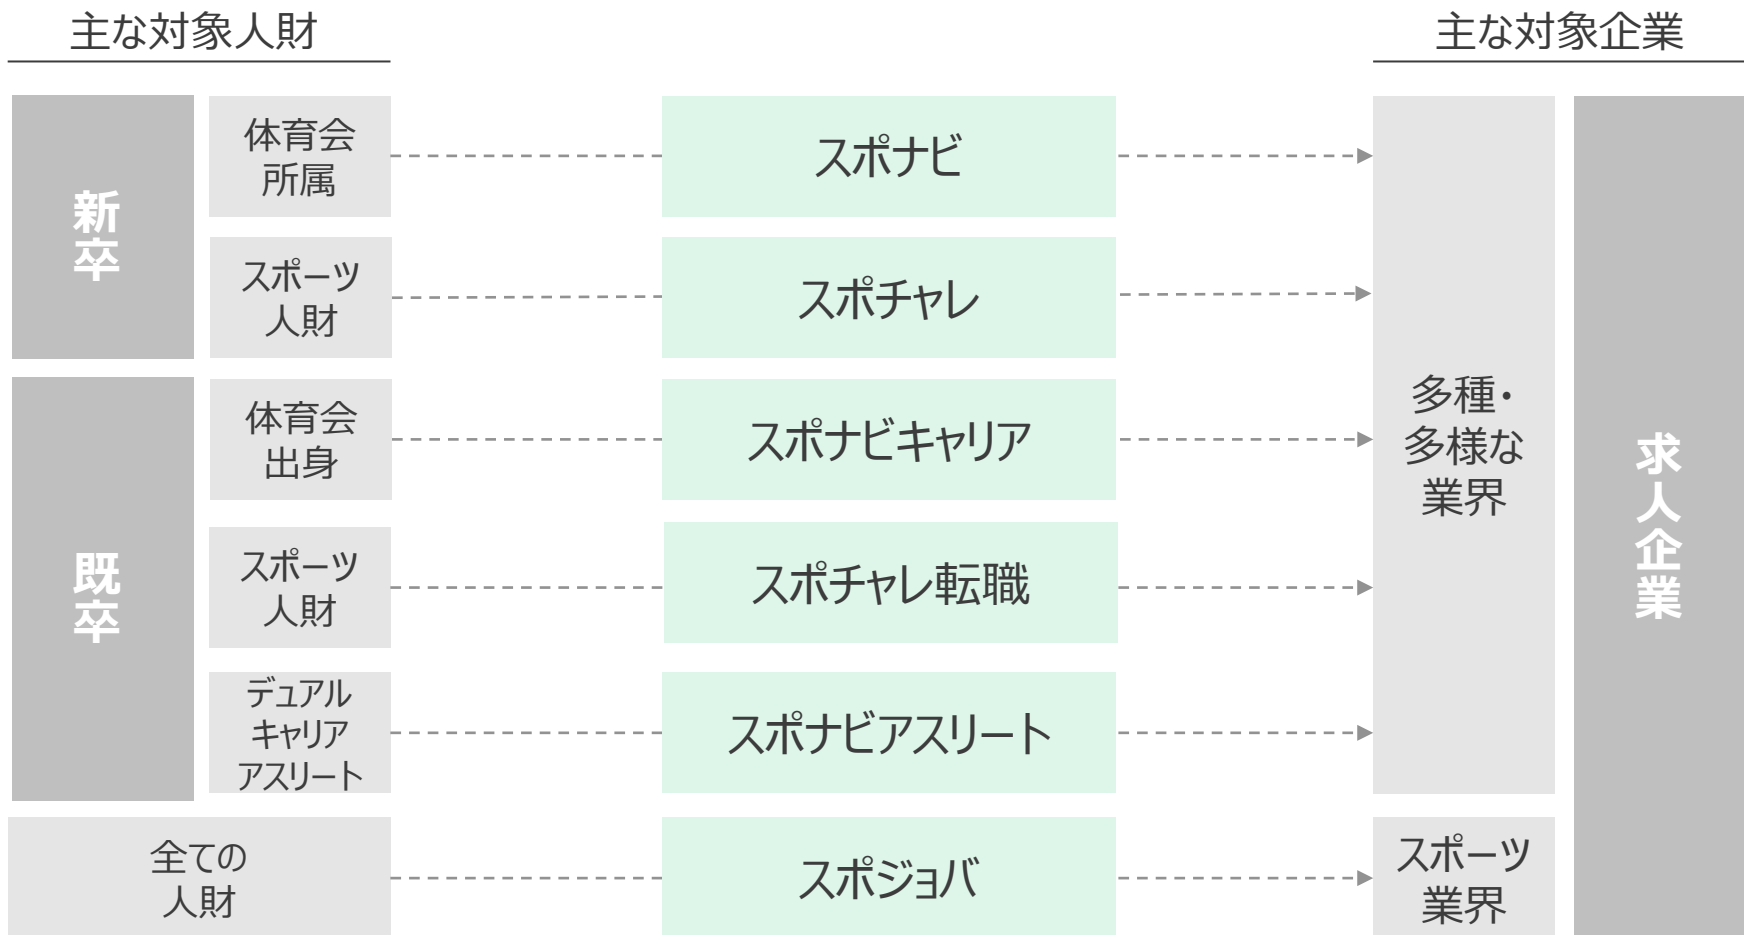 主な対象人財
主な対象企業
新卒
体育会
所属
スポナビ
スポーツ
人財
スポチャレ
既卒
体育会
出身
スポナビキャリア
スポーツ
人財
スポチャレ転職
デュアル
キャリア
アスリート
スポナビアスリート
全ての
人財
スポジョバ
多種・
多様な
業界
スポーツ
業界
求人企業